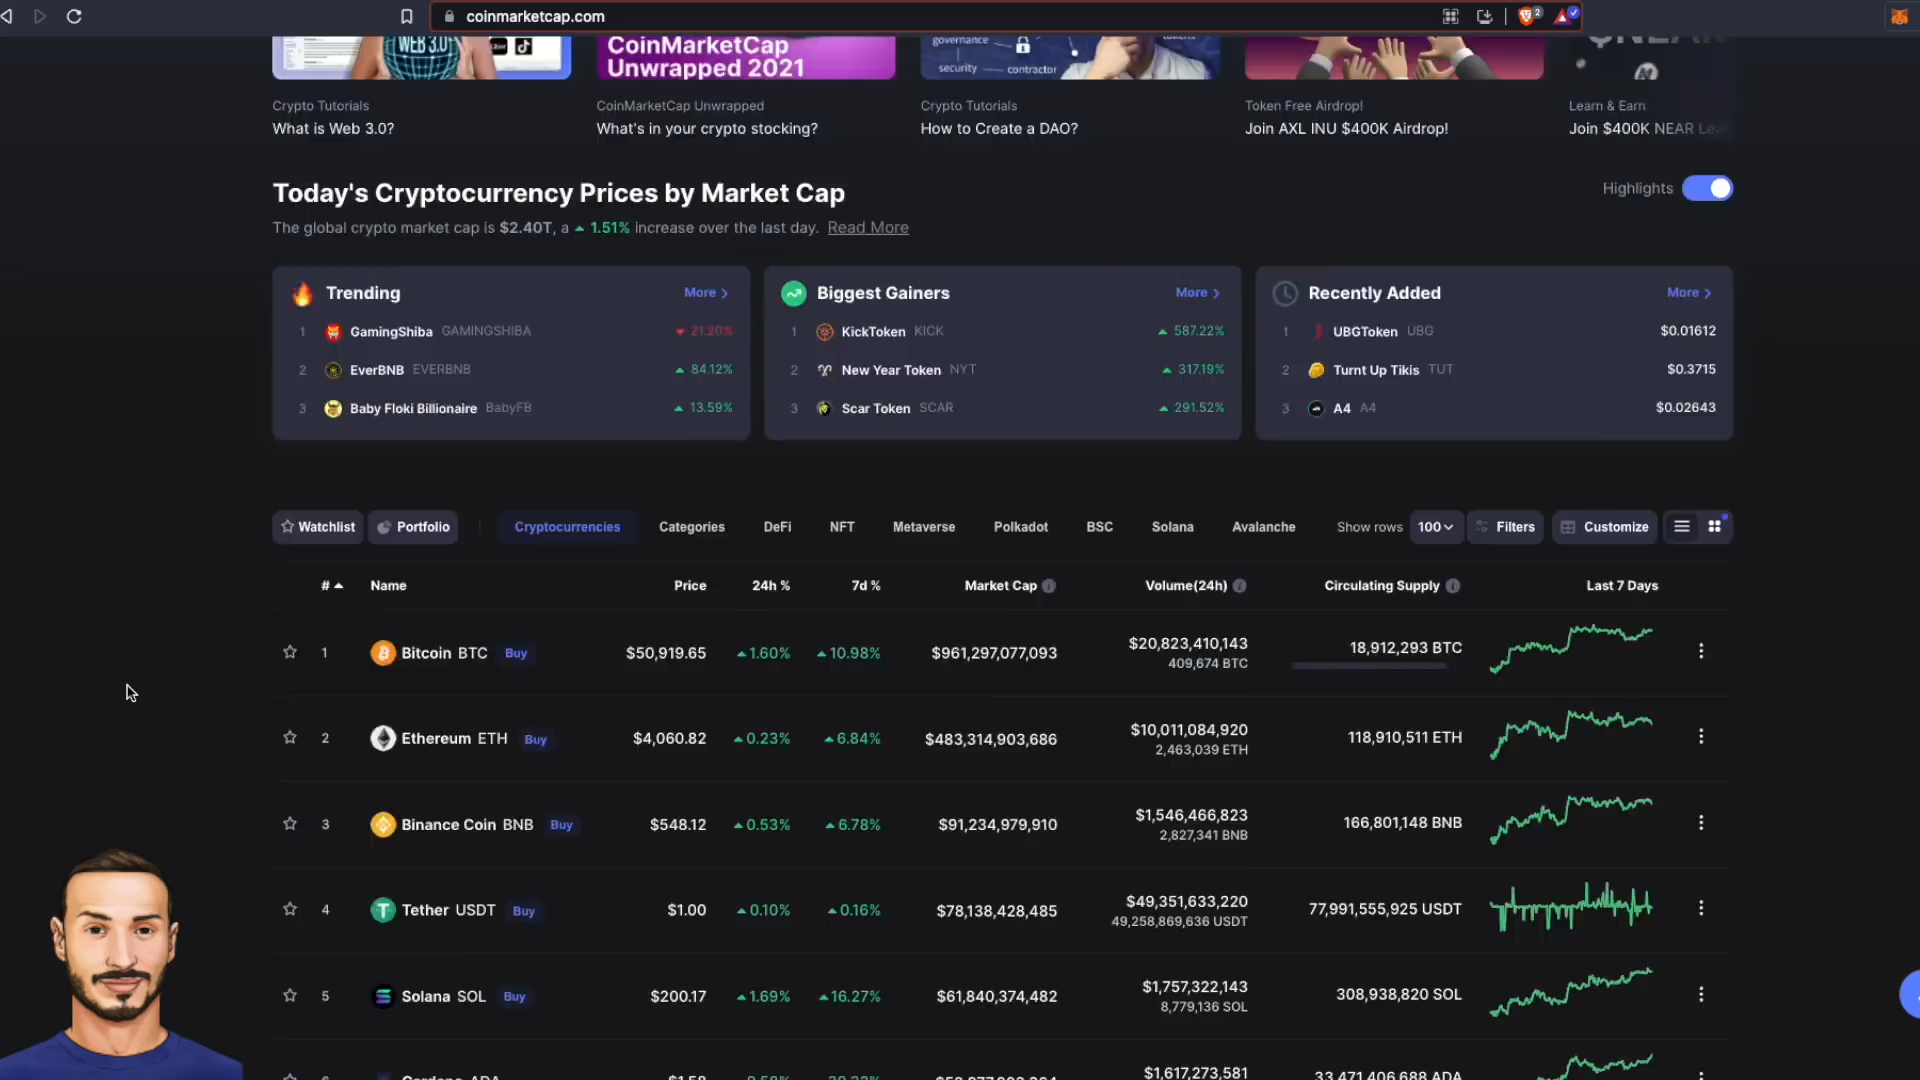 coinmarketcap.com
2
WEB 3.0
CoinMarketCap
Unwrapped 2021
governance
security
contractor
Crypto Tutorials
What is Web 3.0?
CoinMarketCap Unwrapped
What's in your crypto stocking?
Crypto Tutorials
How to Create a DAO?
Token Free Airdrop!
Join AXL INU $400K Airdrop!
Learn & Earn
Join $400K NEAR
Today's Cryptocurrency Prices by Market Cap
Highlights
The global crypto market cap is $2.40T, a 1.51% increase over the last day. Read More
Trending
More
1 GamingShiba GAMINGSHIBA 21.20%
2 EverBNB EVERBNB 84.12%
3 Baby Floki Billionaire BabyFB 13.59%
Biggest Gainers
More
1 KickToken KICK 587.22%
2 New Year Token NYT 317.19%
3 Scar Token SCAR 291.52%
Recently Added
More
1 UBGToken UBG $0.01612
2 Turnt Up Tikis TUT $0.3715
3 A4 A4 $0.02643
Watchlist Portfolio Cryptocurrencies Categories DeFi NFT Metaverse Polkadot BSC Solana Avalanche Show rows 100 Filters Customize
# Name Price 24h % 7d % Market Cap Volume(24h) Circulating Supply Last 7 Days
1 Bitcoin BTC Buy $50,919.65 1.60% 10.98% $961,297,077,093 $20,823,410,143 18,912,293 BTC
409,674 BTC
2 Ethereum ETH Buy $4,060.82 0.23% 6.84% $483,314,903,686 $10,011,084,920 118,910,511 ETH
2,463,039 ETH
3 Binance Coin BNB Buy $548.12 0.53% 6.78% $91,234,979,910 $1,546,466,823 166,801,148 BNB
2,827,341 BNB
4 Tether USDT Buy $1.00 0.10% 0.16% $78,138,428,485 $49,351,633,220 77,991,555,925 USDT
49,258,869,636 USDT
5 Solana SOL Buy $200.17 1.69% 16.27% $61,840,374,482 $1,757,322,143 308,938,820 SOL
8,779,136 SOL
$1,617,273,581 33,471,406,688 ADA